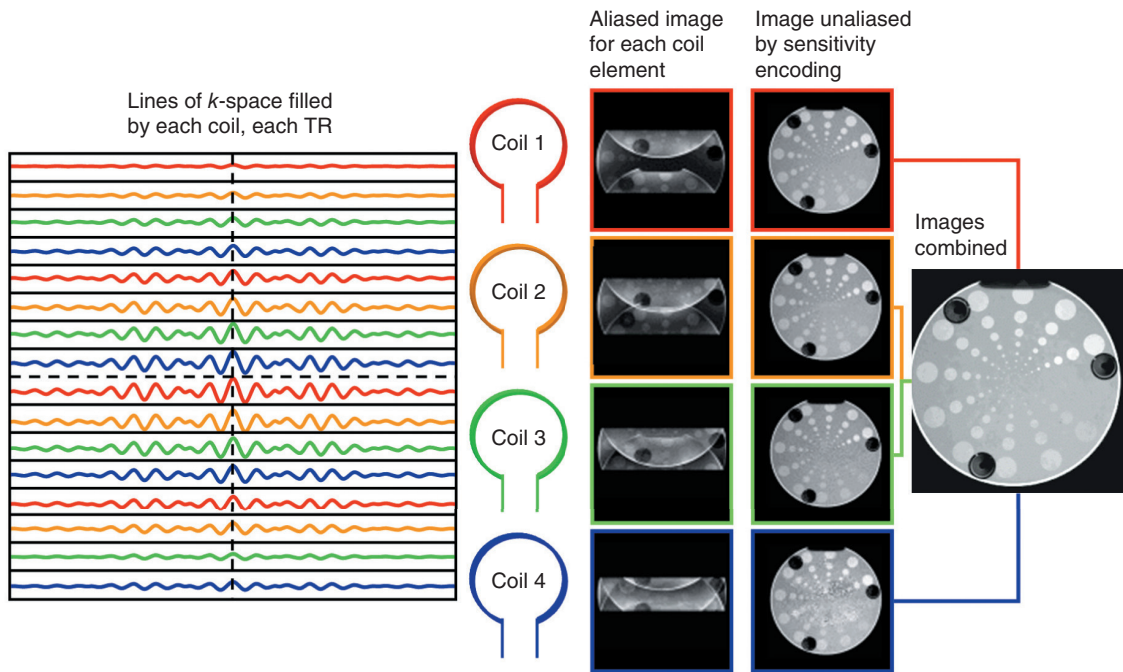 Lines of k-space filled
by each coil, each TR
Aliased image
for each coil
element
Image unaliased
by sensitivity
encoding
Coil 1
Coil 2
Coil 3
Coil 4
Images
combined